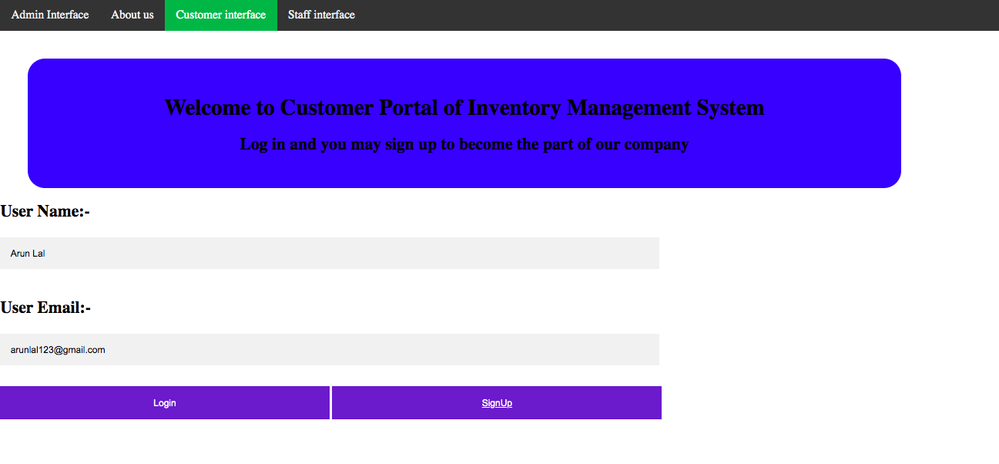 Admin Interface About us Customer interface Staff interface
Welcome to Customer Portal of Inventory Management System
Log in and you may sign up to become the part of our company
User Name:-
Arun Lal
User Email:-
arunlal123@gmail.com
Login SignUp